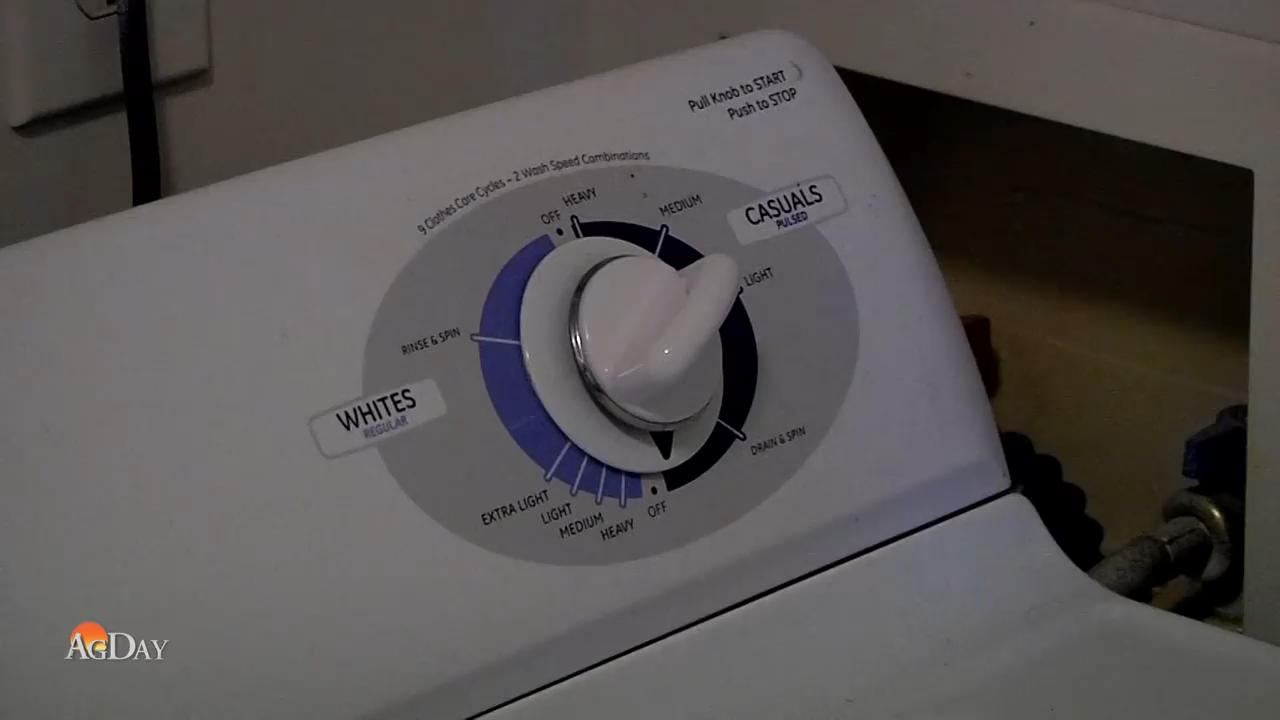 Pull Knob to START
Push to STOP
9 Clothes Care Cycles – 2 Wash Speed Combinations
OFF
HEAVY
MEDIUM
CASUALS
PULSED
LIGHT
RINSE & SPIN
WHITES
REGULAR
DRAIN & SPIN
EXTRA LIGHT
LIGHT
MEDIUM
HEAVY
OFF
AGDAY